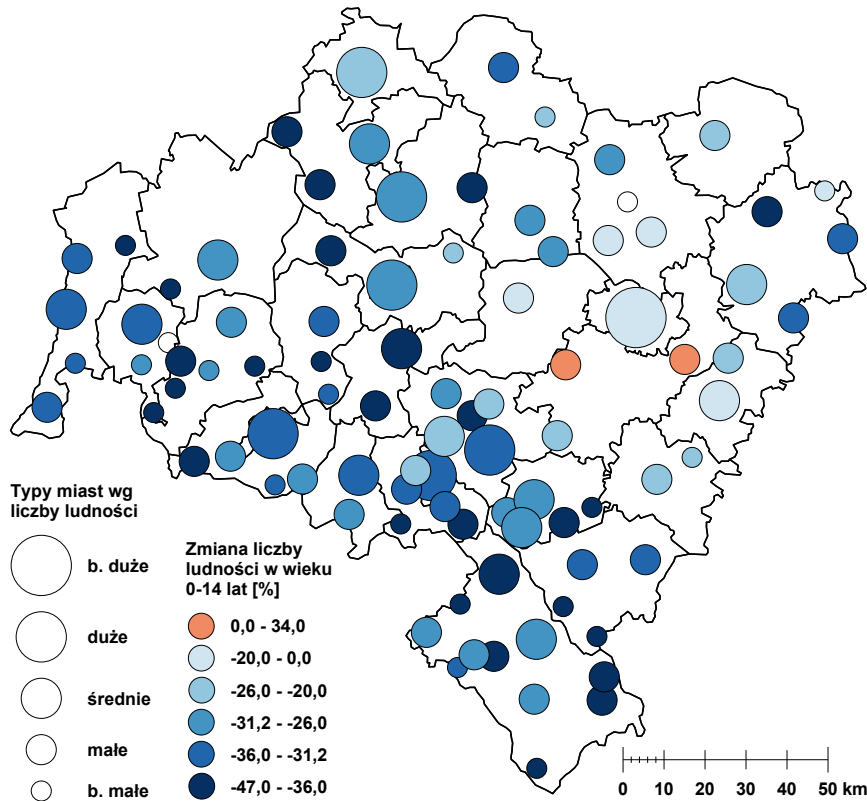 Typy miast wg
liczby ludności
b. duże
duże
średnie
małe
b. małe
Zmiana liczby
ludności w wieku
0-14 lat [%]
0,0 - 34,0
-20,0 - 0,0
-26,0 - -20,0
-31,2 - -26,0
-36,0 - -31,2
-47,0 - -36,0
0 10 20 30 40 50 km